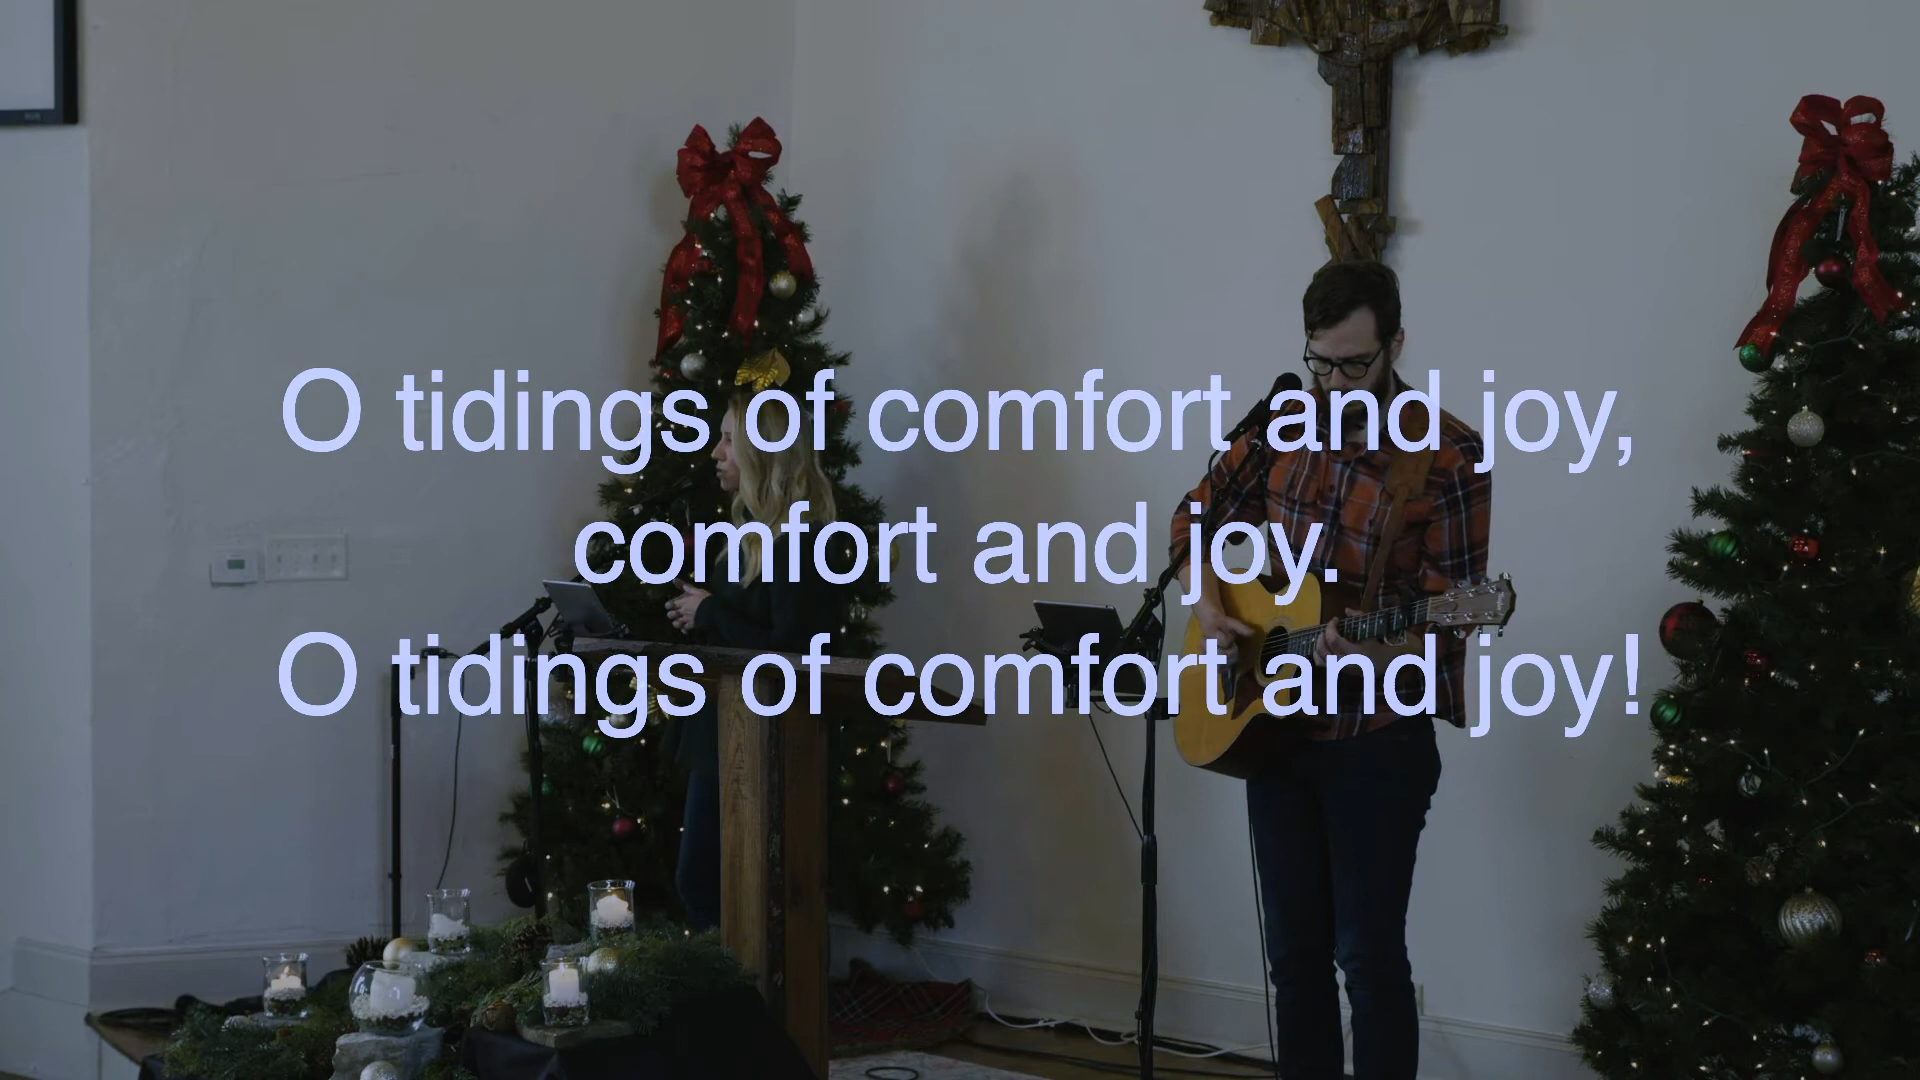 O tidings of comfort and joy,
comfort and joy.
O tidings of comfort and joy!